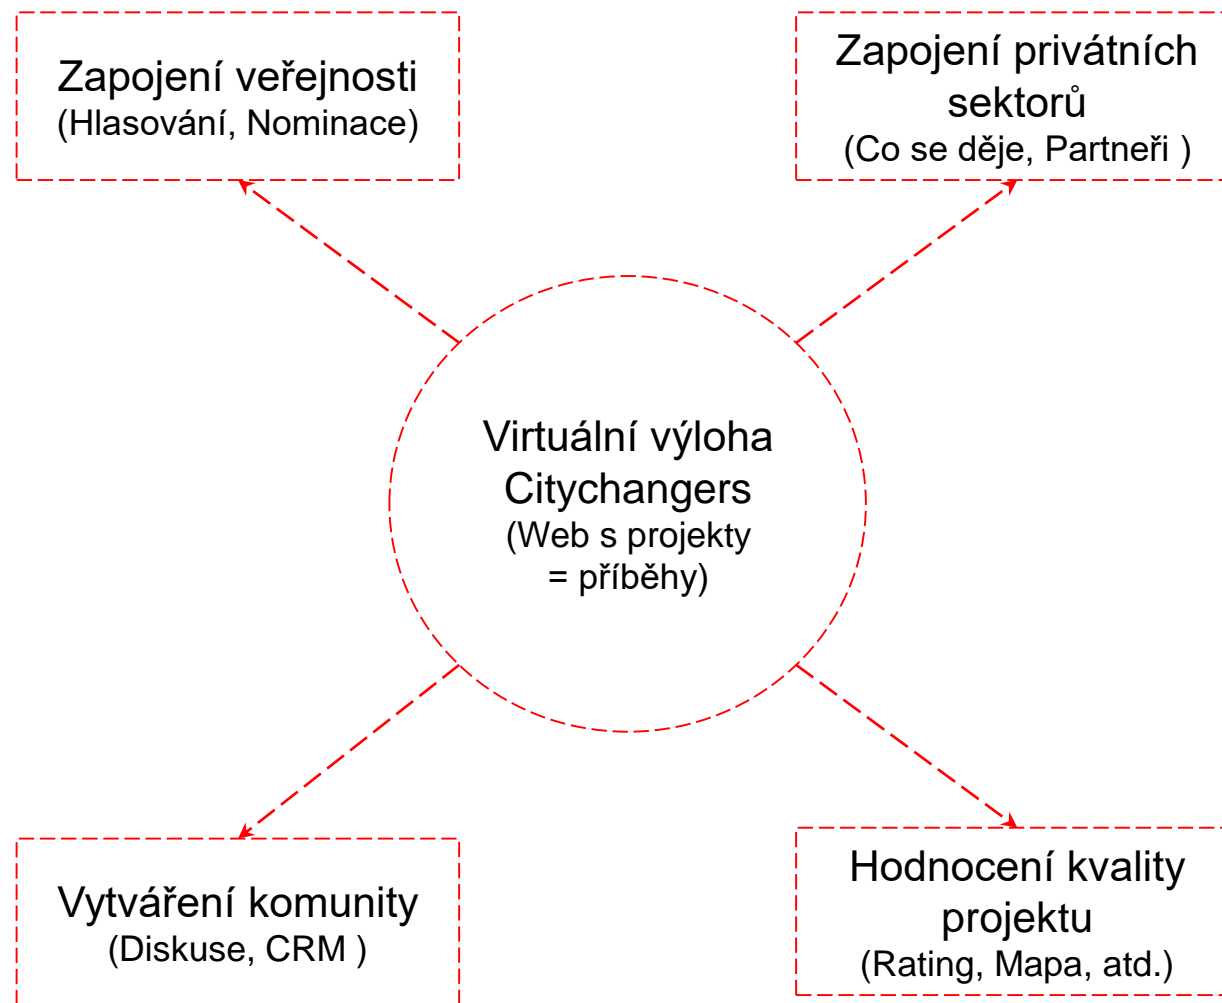 Zapojení veřejnosti
(Hlasování, Nominace)
Zapojení privátních
sektorů
(Co se děje, Partneři )
Virtuální výloha
Citychangers
(Web s projekty
= příběhy)
Vytváření komunity
(Diskuse, CRM )
Hodnocení kvality
projektu
(Rating, Mapa, atd.)